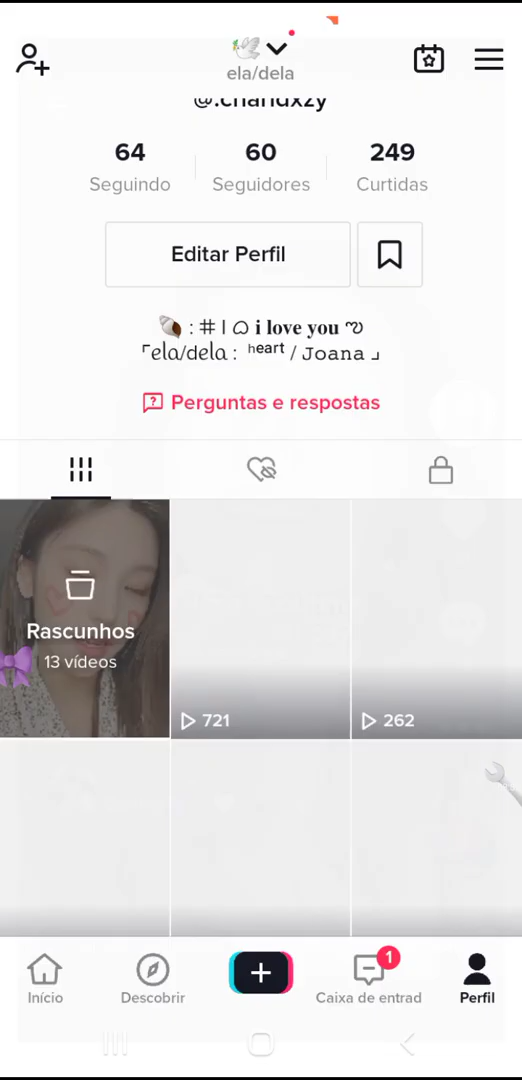 ela/dela
64 60 249
Seguindo Seguidores Curtidas
Editar Perfil
: # I i love you
「ela/dela : ʰᵉᵃʳᵗ / Joana 」
Perguntas e respostas
Rascunhos
13 vídeos
721 262
1
Início Descobrir Caixa de entrad Perfil